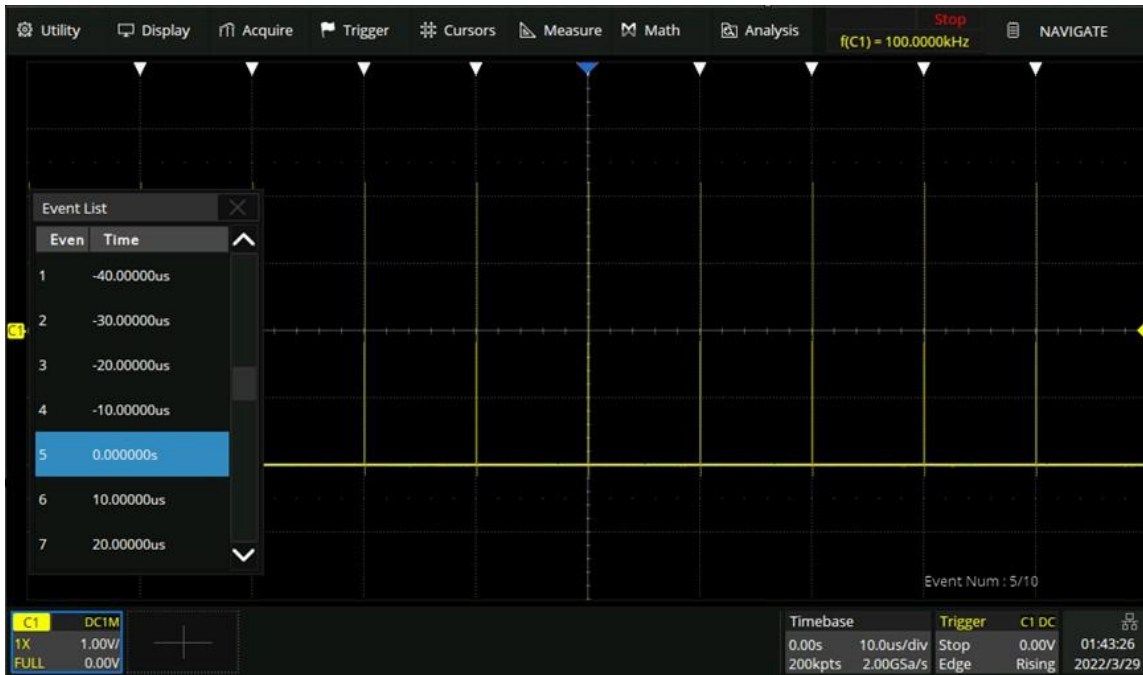 Utility Display Acquire Trigger Cursors Measure Math Analysis Stop NAVIGATE
f(C1) = 100.0000kHz
Event List
Even Time
1 -40.00000us
2 -30.00000us
C1
3 -20.00000us
4 -10.00000us
5 0.000000s
6 10.00000us
7 20.00000us
Event Num : 5/10
C1 DC1M
1X 1.00V/
FULL 0.00V
Timebase
0.00s 10.0us/div
200kpts 2.00GSa/s
Trigger C1 DC
Stop 0.00V
Edge Rising
01:43:26
2022/3/29